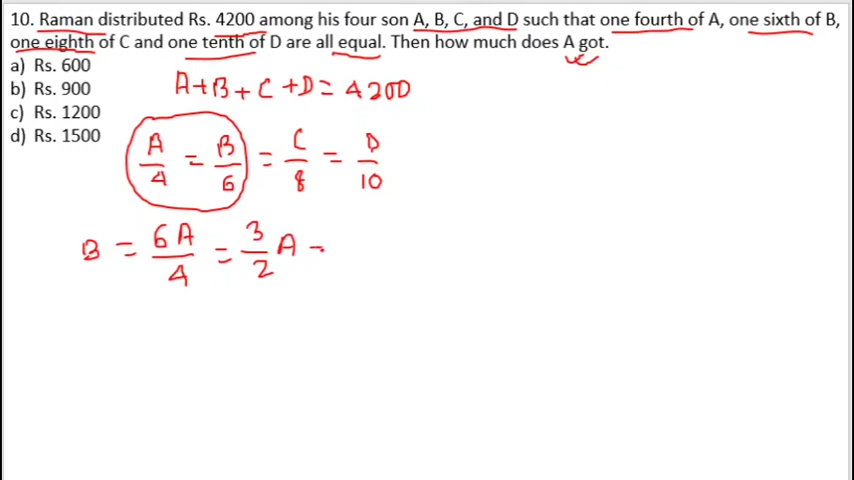 10. Raman distributed Rs. 4200 among his four son A, B, C, and D such that one fourth of A, one sixth of B,
one eighth of C and one tenth of D are all equal. Then how much does A got.
a) Rs. 600
b) Rs. 900
c) Rs. 1200
d) Rs. 1500
A+B+C+D=4200
A/4 = B/6 = C/8 = D/10
B = 6A/4 = 3/2 A -